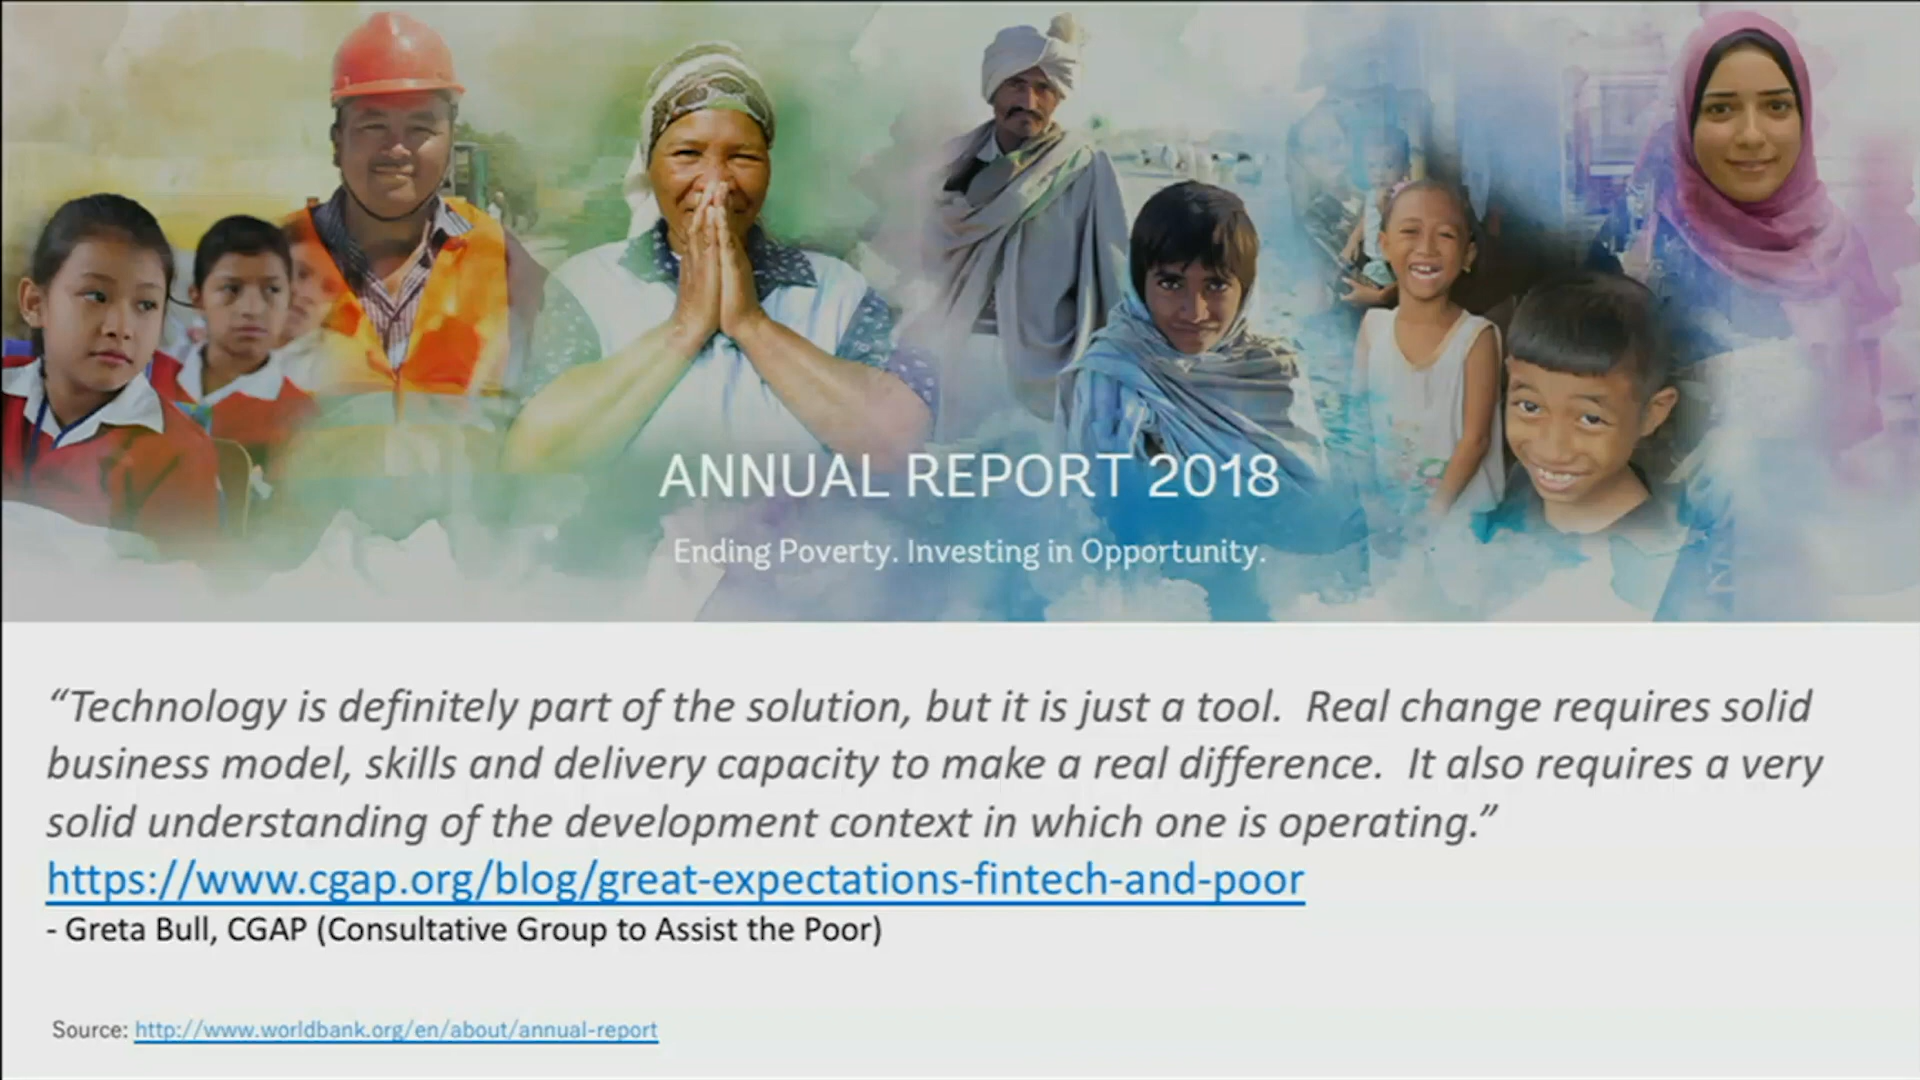 ANNUAL REPORT 2018
Ending Poverty. Investing in Opportunity.
“Technology is definitely part of the solution, but it is just a tool.  Real change requires solid
business model, skills and delivery capacity to make a real difference.  It also requires a very
solid understanding of the development context in which one is operating.”
https://www.cgap.org/blog/great-expectations-fintech-and-poor
- Greta Bull, CGAP (Consultative Group to Assist the Poor)
Source: http://www.worldbank.org/en/about/annual-report